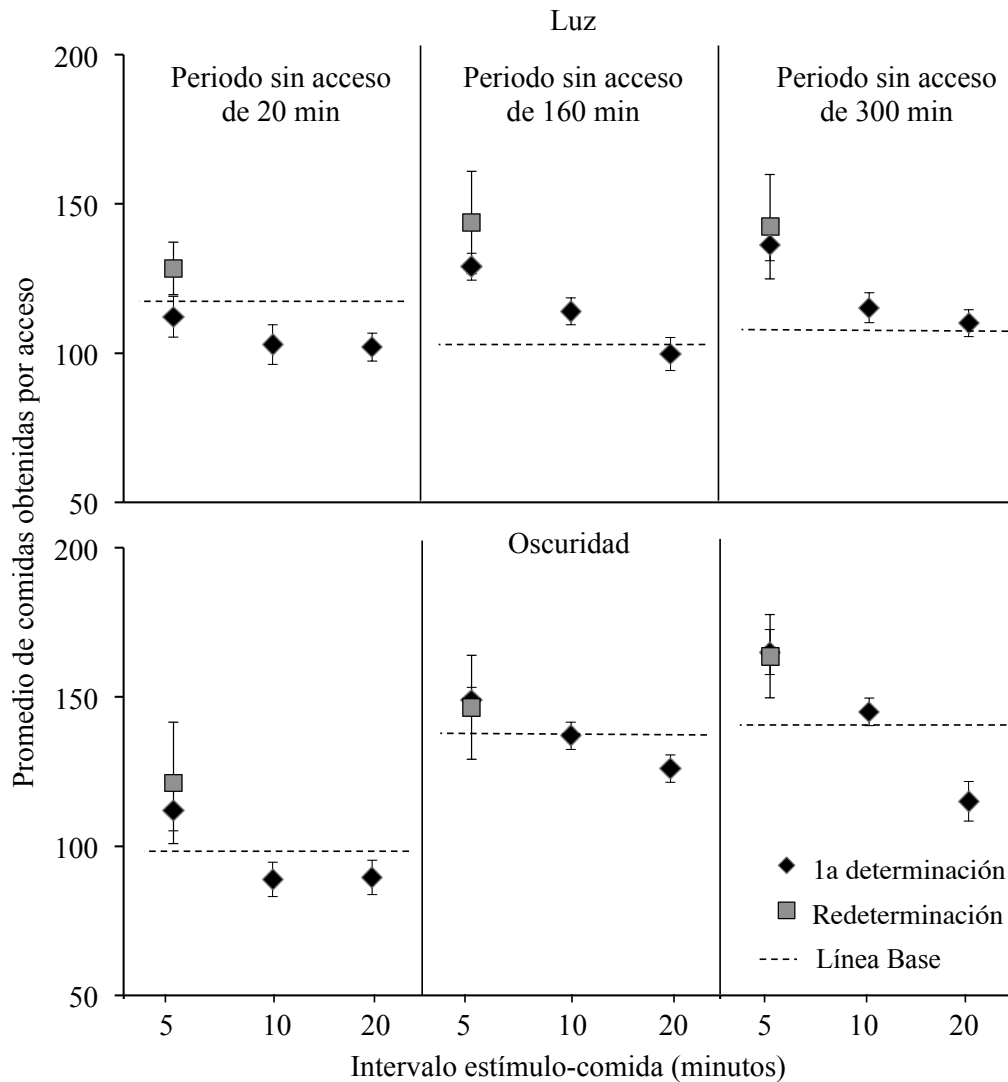 Luz
Periodo sin acceso
de 20 min
Periodo sin acceso
de 160 min
Periodo sin acceso
de 300 min
200
150
100
50
Promedio de comidas obtenidas por acceso
Oscuridad
200
150
100
50
1a determinación
Redeterminación
Línea Base
5 10 20 5 10 20 5 10 20
Intervalo estímulo-comida (minutos)